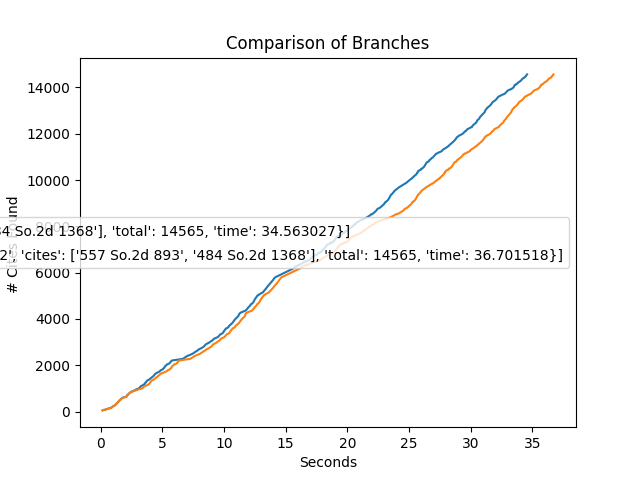 Comparison of Branches
14000
12000
10000
8000
6000
4000
2000
0
# Cites Found
4 So.2d 1368'], 'total': 14565, 'time': 34.563027}]
2', 'cites': ['557 So.2d 893', '484 So.2d 1368'], 'total': 14565, 'time': 36.701518}]
0 5 10 15 20 25 30 35
Seconds